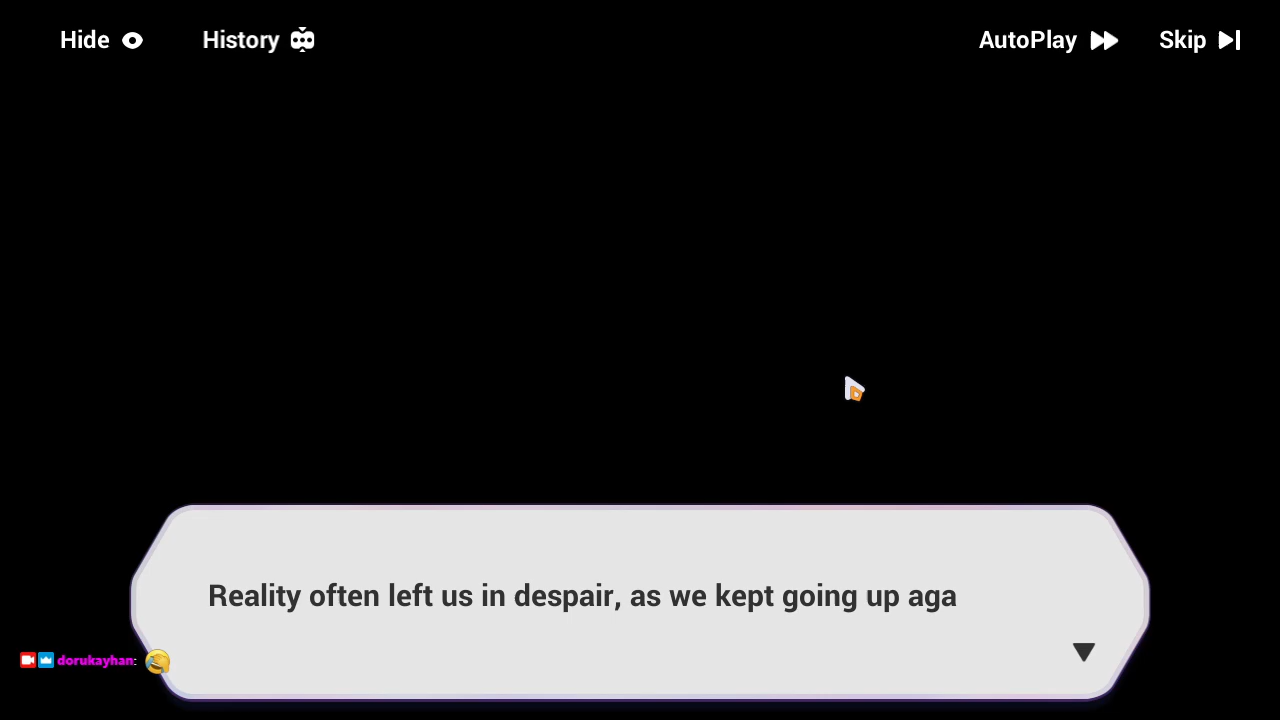 Hide
History
AutoPlay
Skip
Reality often left us in despair, as we kept going up aga
dorukayhan: